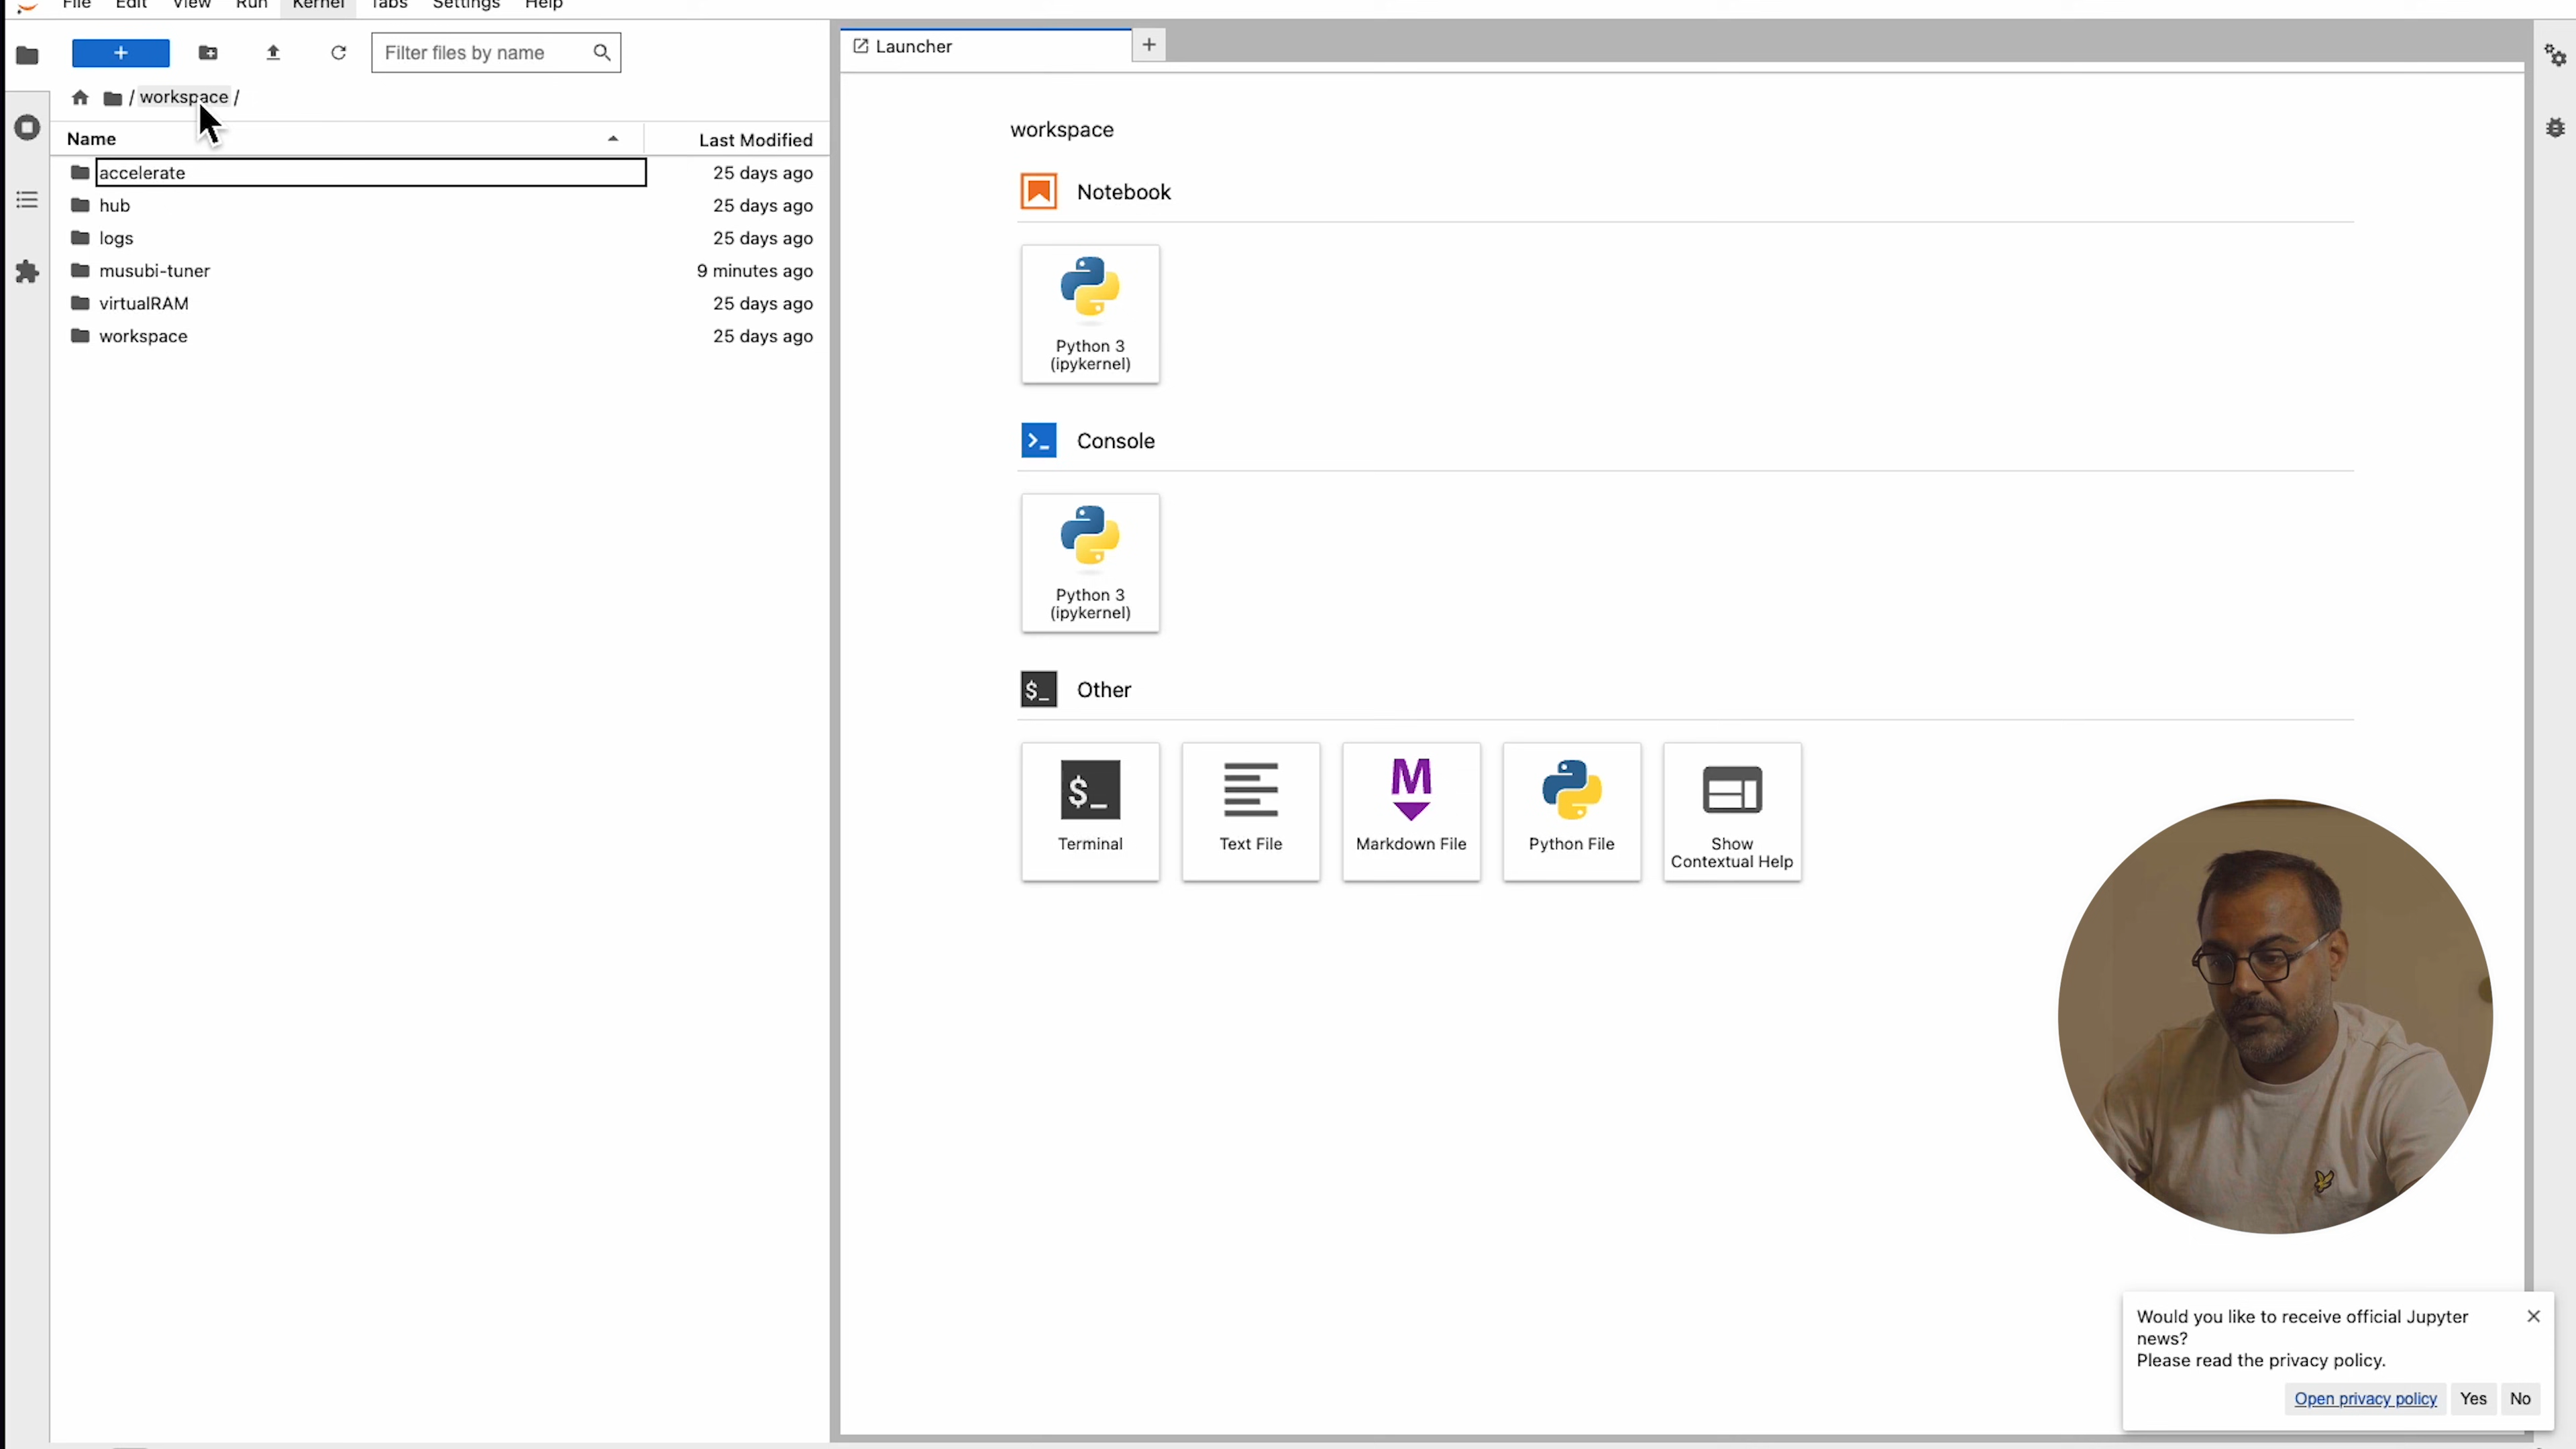 File Edit View Run Kernel Tabs Settings Help
+
Filter files by name
/ workspace /
Name Last Modified
accelerate 25 days ago
hub 25 days ago
logs 25 days ago
musubi-tuner 9 minutes ago
virtualRAM 25 days ago
workspace 25 days ago
Launcher +
workspace
Notebook
Python 3
(ipykernel)
>_ Console
Python 3
(ipykernel)
$_ Other
$_
Terminal
Text File
M
Markdown File
Python File
Show
Contextual Help
Would you like to receive official Jupyter
news?
Please read the privacy policy.
Open privacy policy Yes No